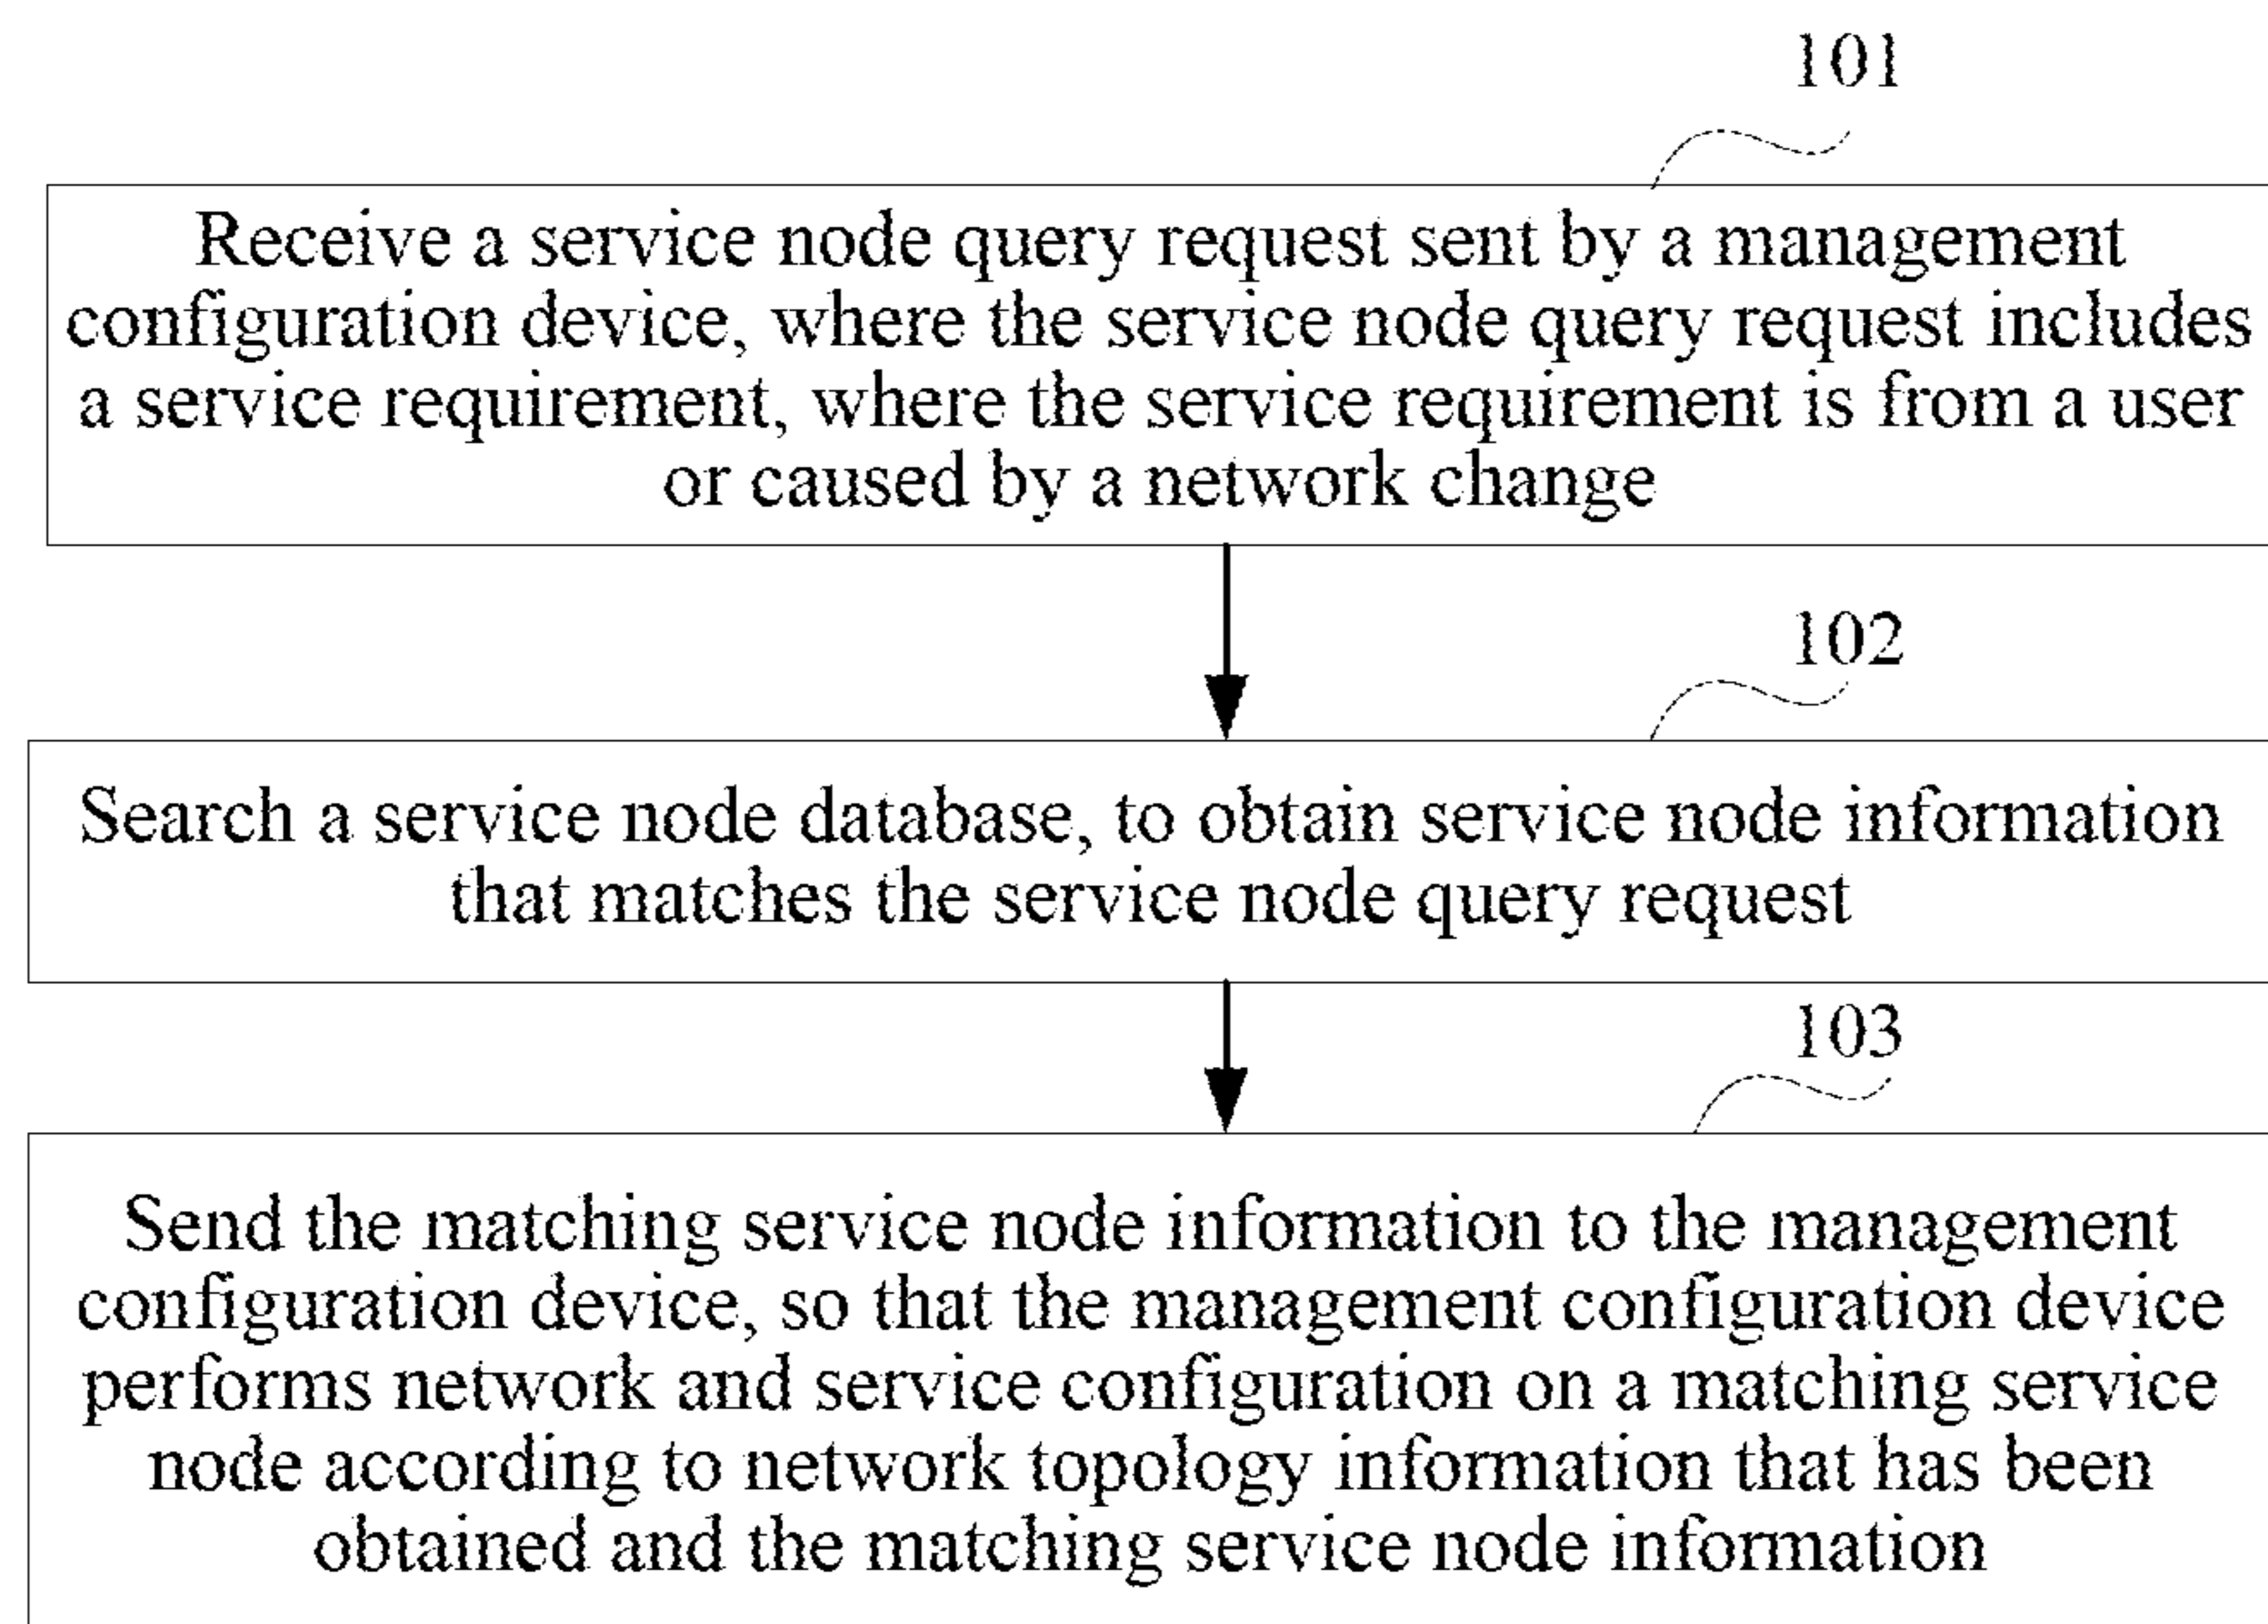 101
Receive a service node query request sent by a management
configuration device, where the service node query request includes
a service requirement, where the service requirement is from a user
or caused by a network change
102
Search a service node database, to obtain service node information
that matches the service node query request
103
Send the matching service node information to the management
configuration device, so that the management configuration device
performs network and service configuration on a matching service
node according to network topology information that has been
obtained and the matching service node information